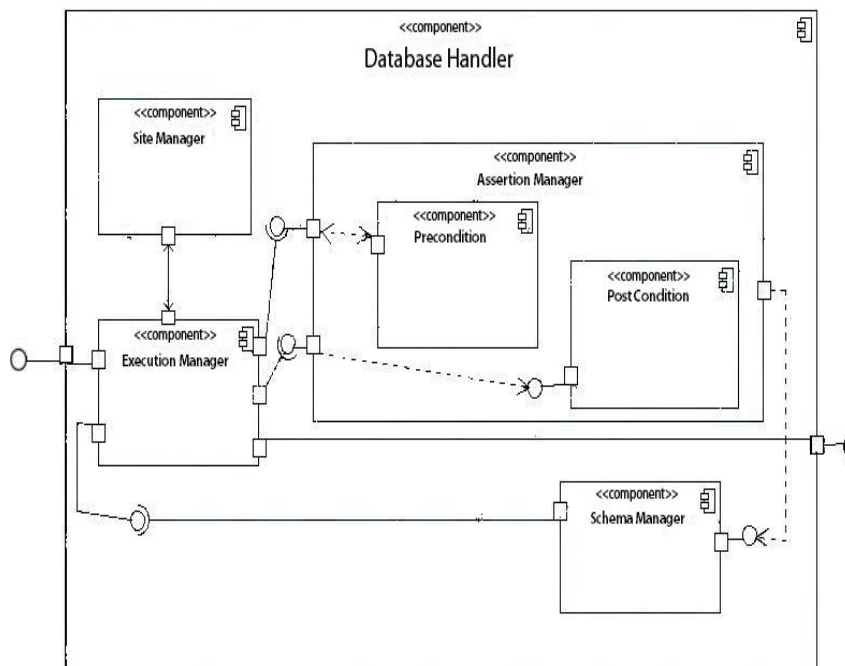 <<component>>
Database Handler
<<component>>
Site Manager
<<component>>
Assertion Manager
<<component>>
Precondition
<<component>>
Post Condition
<<component>>
Execution Manager
<<component>>
Schema Manager